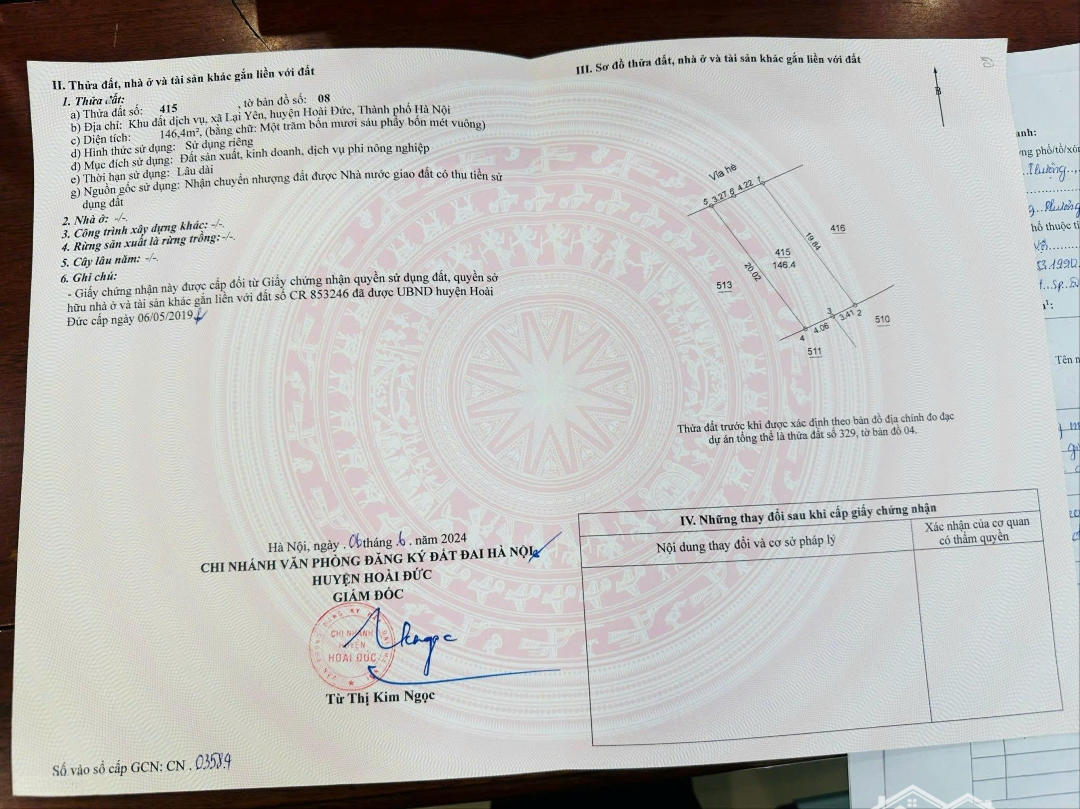 II. Thửa đất, nhà ở và tài sản khác gắn liền với đất
1. Thửa đất:
a) Thửa đất số: 415 , tờ bản đồ số: 08
b) Địa chỉ: Khu đất dịch vụ, xã Lại Yên, huyện Hoài Đức, Thành phố Hà Nội
c) Diện tích: 146,4m², (bằng chữ: Một trăm bốn mươi sáu phẩy bốn mét vuông)
d) Hình thức sử dụng: Sử dụng riêng
đ) Mục đích sử dụng: Đất sản xuất, kinh doanh, dịch vụ phi nông nghiệp
e) Thời hạn sử dụng: Lâu dài
g) Nguồn gốc sử dụng: Nhận chuyển nhượng đất được Nhà nước giao đất có thu tiền sử
dụng đất
2. Nhà ở: -/-.
3. Công trình xây dựng khác: -/-.
4. Rừng sản xuất là rừng trồng:-/-.
5. Cây lâu năm: -/-.
6. Ghi chú:
- Giấy chứng nhận này được cấp đổi từ Giấy chứng nhận quyền sử dụng đất, quyền sở
hữu nhà ở và tài sản khác gắn liền với đất số CR 853246 đã được UBND huyện Hoài
Đức cấp ngày 06/05/2019
Hà Nội, ngày . 06 tháng . 6 . năm 2024
CHI NHÁNH VĂN PHÒNG ĐĂNG KÝ ĐẤT ĐAI HÀ NỘI
HUYỆN HOÀI ĐỨC
GIÁM ĐỐC
CHI NHÁNH
HUYỆN
HOÀI ĐỨC
Từ Thị Kim Ngọc
Số vào sổ cấp GCN: CN . 03589
III. Sơ đồ thửa đất, nhà ở và tài sản khác gắn liền với đất
B
Vỉa hè
5 3.27 6 4.22 1
416
19.84
415
146.4
20.02
513
3 3.41 2
510
4 4.06
511
Thửa đất trước khi được xác định theo bản đồ địa chính đo đạc
dự án tổng thể là thửa đất số 329, tờ bản đồ 04.
IV. Những thay đổi sau khi cấp giấy chứng nhận
Nội dung thay đổi và cơ sở pháp lý
Xác nhận của cơ quan
có thẩm quyền
anh:
ng phố/tổ/xóm
hố thuộc tỉ
Tên n